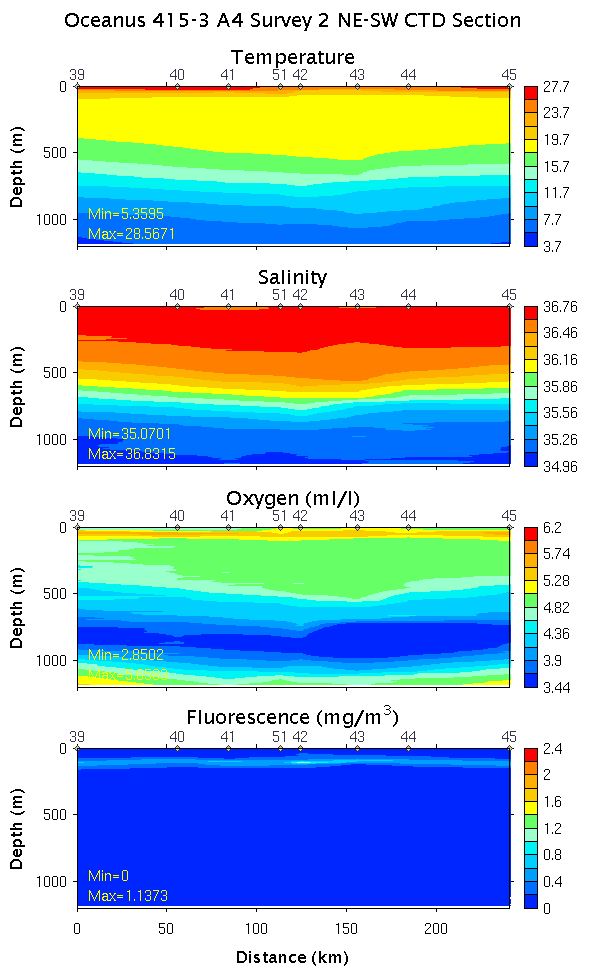 Oceanus 415-3 A4 Survey 2 NE-SW CTD Section
Temperature
39 40 41 51 42 43 44 45
0
500
1000
Depth (m)
Min=5.3595
Max=28.5671
27.7
23.7
19.7
15.7
11.7
7.7
3.7
Salinity
39 40 41 51 42 43 44 45
0
500
1000
Depth (m)
Min=35.0701
Max=36.8315
36.76
36.46
36.16
35.86
35.56
35.26
34.96
Oxygen (ml/l)
39 40 41 51 42 43 44 45
0
500
1000
Depth (m)
Min=2.8502
6.2
5.74
5.28
4.82
4.36
3.9
3.44
Fluorescence (mg/m³)
39 40 41 51 42 43 44 45
0
500
1000
Depth (m)
Min=0
Max=1.1373
2.4
2
1.6
1.2
0.8
0.4
0
0 50 100 150 200
Distance (km)